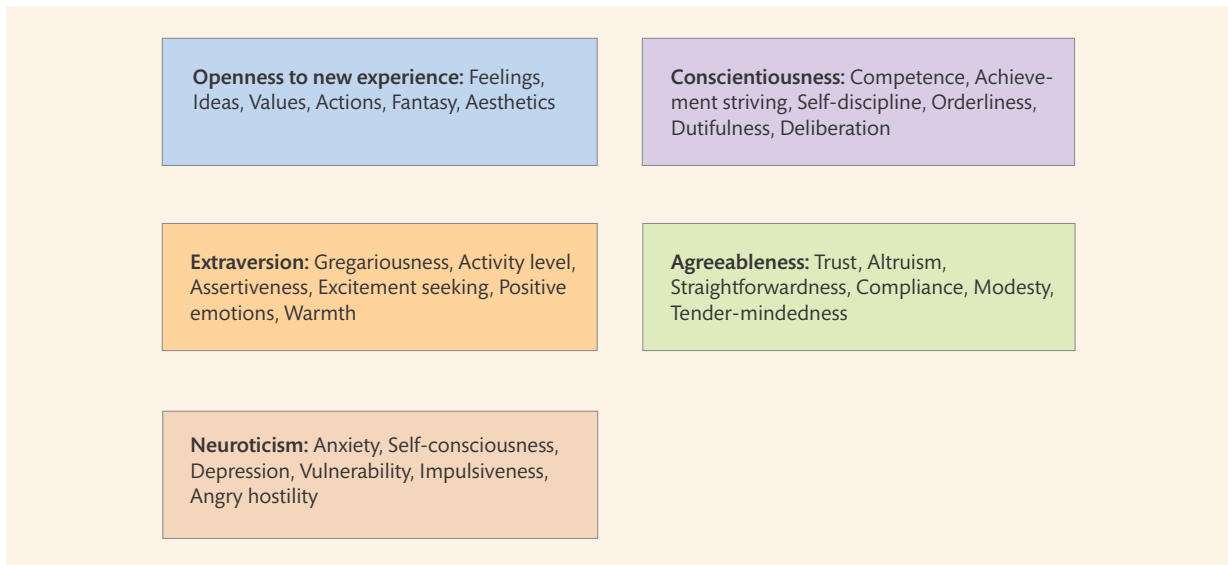 Openness to new experience: Feelings,
Ideas, Values, Actions, Fantasy, Aesthetics
Conscientiousness: Competence, Achieve-
ment striving, Self-discipline, Orderliness,
Dutifulness, Deliberation
Extraversion: Gregariousness, Activity level,
Assertiveness, Excitement seeking, Positive
emotions, Warmth
Agreeableness: Trust, Altruism,
Straightforwardness, Compliance, Modesty,
Tender-mindedness
Neuroticism: Anxiety, Self-consciousness,
Depression, Vulnerability, Impulsiveness,
Angry hostility